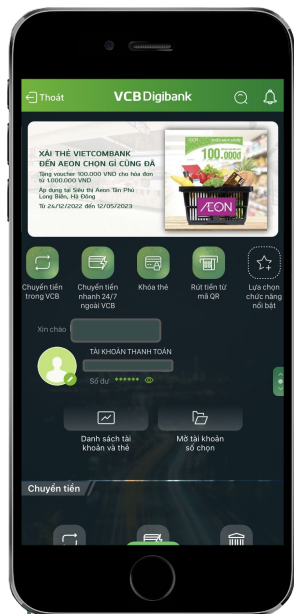 Thoát
VCB Digibank
XÀI THẺ VIETCOMBANK
ĐẾN AEON CHỌN GÌ CŨNG ĐÃ
Tặng voucher 100.000 VND cho hóa đơn
từ 1.000.000 VND
Áp dụng tại Siêu thị Aeon Tân Phú
Long Biên, Hà Đông
Từ 24/12/2022 đến 12/05/2023
100.000đ
ÆON
Chuyển tiền
trong VCB
Chuyển tiền
nhanh 24/7
ngoài VCB
Khóa thẻ
Rút tiền từ
mã QR
Lựa chọn
chức năng
nổi bật
Xin chào
TÀI KHOẢN THANH TOÁN
Số dư ******
Danh sách tài
khoản và thẻ
Mở tài khoản
số chọn
Chuyển tiền